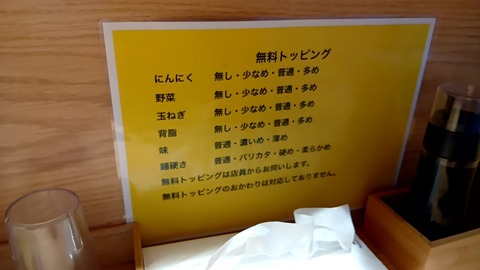 無料トッピング
にんにく 無し・少なめ・普通・多め
野菜 無し・少なめ・普通・多め
玉ねぎ 無し・少なめ・普通・多め
背脂 無し・少なめ・普通・多め
味 普通・濃いめ・薄め
麺硬さ 普通・バリカタ・硬め・柔らかめ
無料トッピングは店員からお伺いします。
無料トッピングのおかわりは対応しておりません。